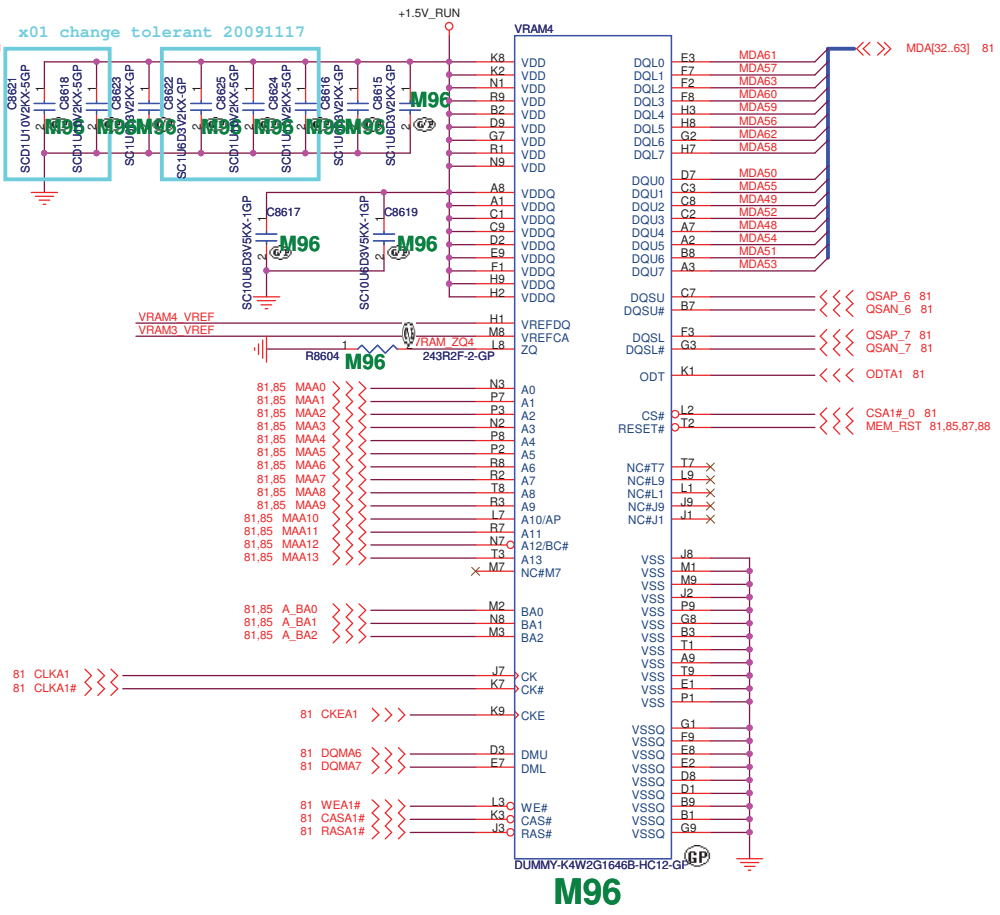 +1.5V_RUN
x01 change tolerant 20091117
VRAM4
C8621
SCD1U10V2KX-5GP
C8618
SCD1U10V2KX-5GP
C8623
SC1U6D3V2KX-GP
C8622
SCD1U10V2KX-5GP
C8625
SCD1U10V2KX-5GP
C8624
C8616
SC1U6D3V2KX-GP
C8615
M96
M96
M96
M96
M96
M96
M96
M96
GP
C8617
SC10U6D3V5KX-1GP
M96
GP
C8619
SC10U6D3V5KX-1GP
M96
GP
K8 VDD
K2 VDD
N1 VDD
R9 VDD
B2 VDD
D9 VDD
G7 VDD
R1 VDD
N9 VDD
A8 VDDQ
A1 VDDQ
C1 VDDQ
C9 VDDQ
D2 VDDQ
E9 VDDQ
F1 VDDQ
H9 VDDQ
H2 VDDQ
VRAM4_VREF H1 VREFDQ
VRAM3_VREF M8 VREFCA
R8604 1 2 L8 ZQ
M96 243R2F-2-GP
81,85 MAA0 N3 A0
81,85 MAA1 P7 A1
81,85 MAA2 P3 A2
81,85 MAA3 N2 A3
81,85 MAA4 P8 A4
81,85 MAA5 P2 A5
81,85 MAA6 R8 A6
81,85 MAA7 R2 A7
81,85 MAA8 T8 A8
81,85 MAA9 R3 A9
81,85 MAA10 L7 A10/AP
81,85 MAA11 R7 A11
81,85 MAA12 N7 A12/BC#
81,85 MAA13 T3 A13
M7 NC#M7
81,85 A_BA0 M2 BA0
81,85 A_BA1 N8 BA1
81,85 A_BA2 M3 BA2
81 CLKA1 J7 CK
81 CLKA1# K7 CK#
81 CKEA1 K9 CKE
81 DQMA6 D3 DMU
81 DQMA7 E7 DML
81 WEA1# L3 WE#
81 CASA1# K3 CAS#
81 RASA1# J3 RAS#
DQL0 E3 MDA61
DQL1 F7 MDA57
DQL2 F2 MDA63
DQL3 F8 MDA60
DQL4 H3 MDA59
DQL5 H8 MDA56
DQL6 G2 MDA62
DQL7 H7 MDA58
MDA[32..63] 81
DQU0 D7 MDA50
DQU1 C3 MDA55
DQU2 C8 MDA49
DQU3 C2 MDA52
DQU4 A7 MDA48
DQU5 A2 MDA54
DQU6 B8 MDA51
DQU7 A3 MDA53
DQSU C7 QSAP_6 81
DQSU# B7 QSAN_6 81
DQSL F3 QSAP_7 81
DQSL# G3 QSAN_7 81
ODT K1 ODTA1 81
CS# L2 CSA1#_0 81
RESET# T2 MEM_RST 81,85,87,88
NC#T7 T7
NC#L9 L9
NC#L1 L1
NC#J9 J9
NC#J1 J1
VSS J8
VSS M1
VSS M9
VSS J2
VSS P9
VSS G8
VSS B3
VSS T1
VSS A9
VSS T9
VSS E1
VSS P1
VSSQ G1
VSSQ F9
VSSQ E8
VSSQ E2
VSSQ D8
VSSQ D1
VSSQ B9
VSSQ B1
VSSQ G9
DUMMY-K4W2G1646B-HC12-GP
GP
M96